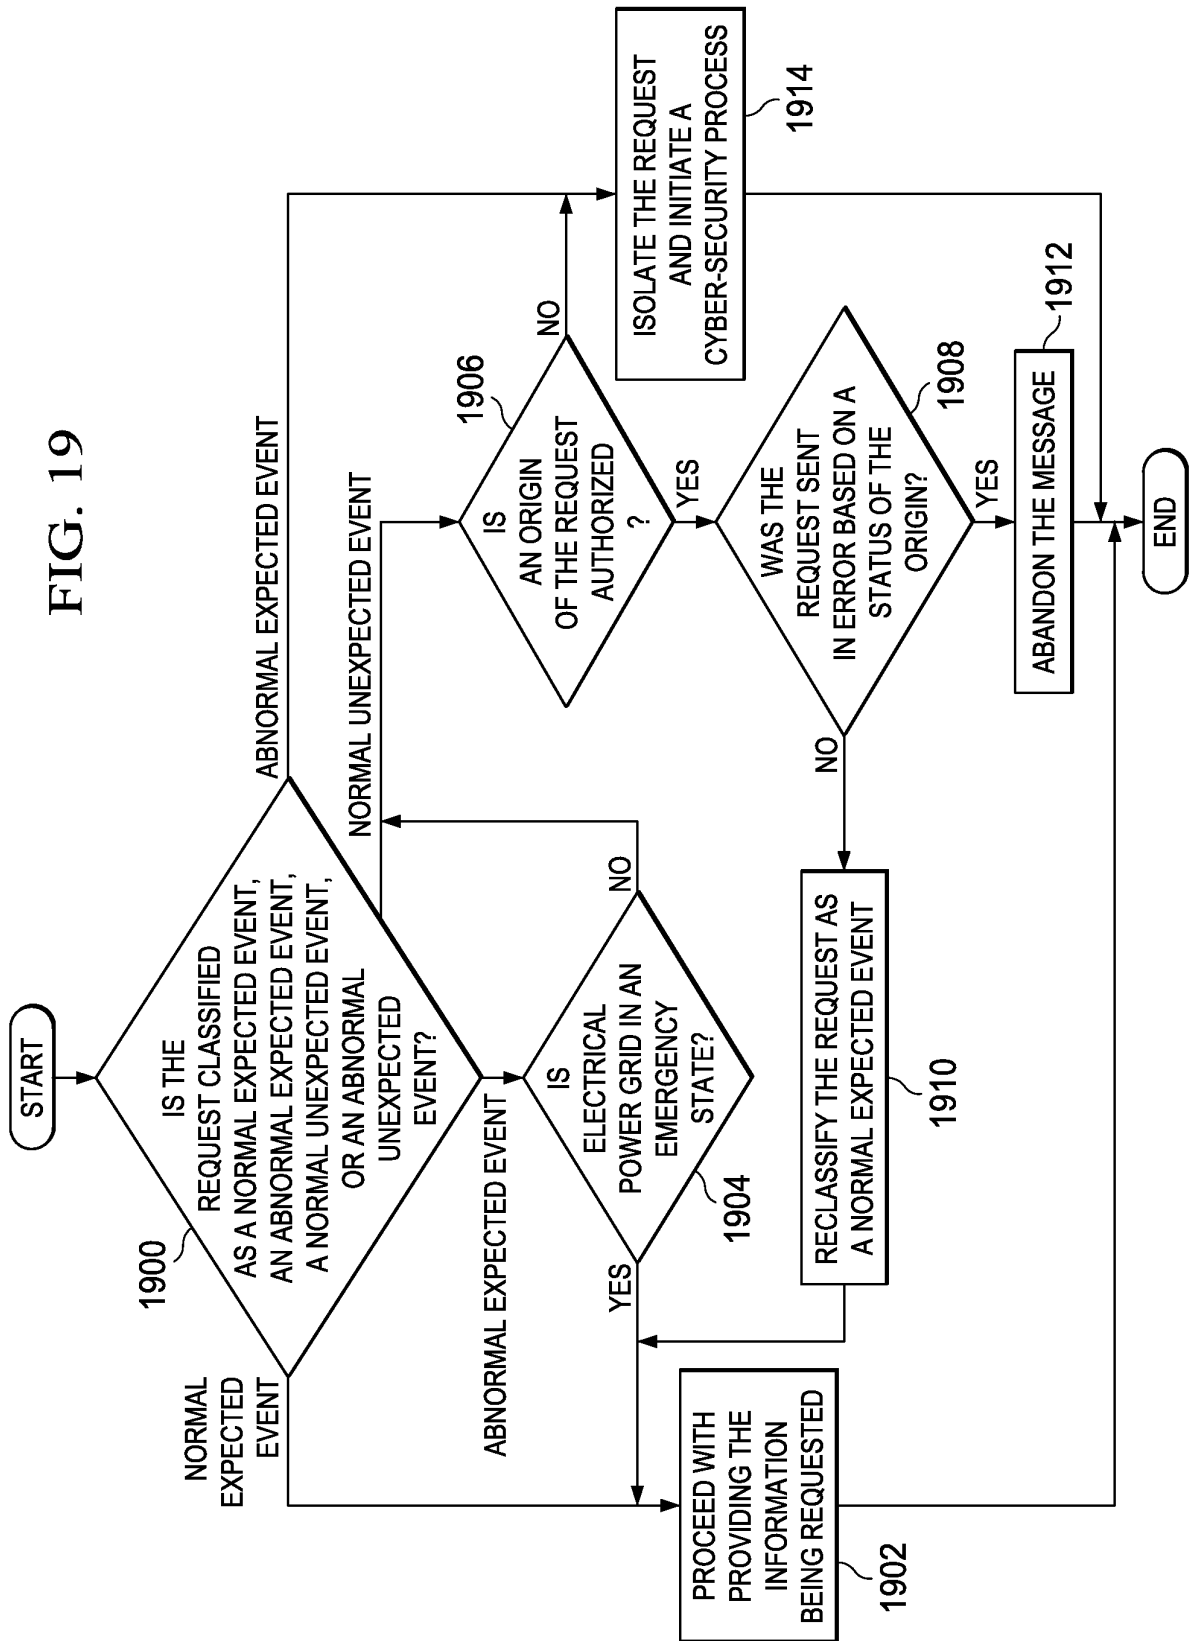 FIG. 19
START
IS THE
REQUEST CLASSIFIED
AS A NORMAL EXPECTED EVENT,
AN ABNORMAL EXPECTED EVENT,
A NORMAL UNEXPECTED EVENT,
OR AN ABNORMAL
UNEXPECTED
EVENT?
1900
NORMAL
EXPECTED
EVENT
ABNORMAL EXPECTED EVENT
NORMAL UNEXPECTED EVENT
ABNORMAL EXPECTED EVENT
IS
ELECTRICAL
POWER GRID IN AN
EMERGENCY
STATE?
1904
YES
NO
IS
AN ORIGIN
OF THE REQUEST
AUTHORIZED
?
1906
NO
YES
PROCEED WITH
PROVIDING THE
INFORMATION
BEING REQUESTED
1902
RECLASSIFY THE REQUEST AS
A NORMAL EXPECTED EVENT
1910
NO
WAS THE
REQUEST SENT
IN ERROR BASED ON A
STATUS OF THE
ORIGIN?
1908
YES
ISOLATE THE REQUEST
AND INITIATE A
CYBER-SECURITY PROCESS
1914
ABANDON THE MESSAGE
1912
END